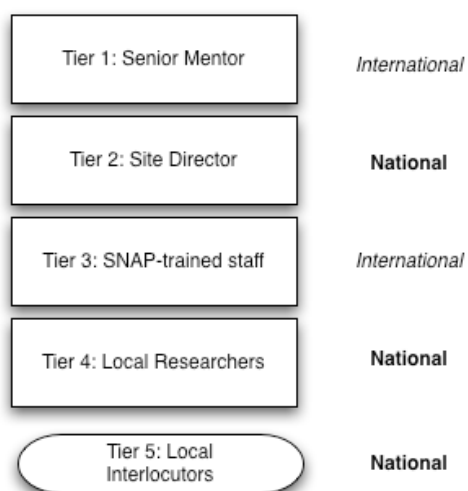 Tier 1: Senior Mentor
International
Tier 2: Site Director
National
Tier 3: SNAP-trained staff
International
Tier 4: Local Researchers
National
Tier 5: Local
Interlocutors
National